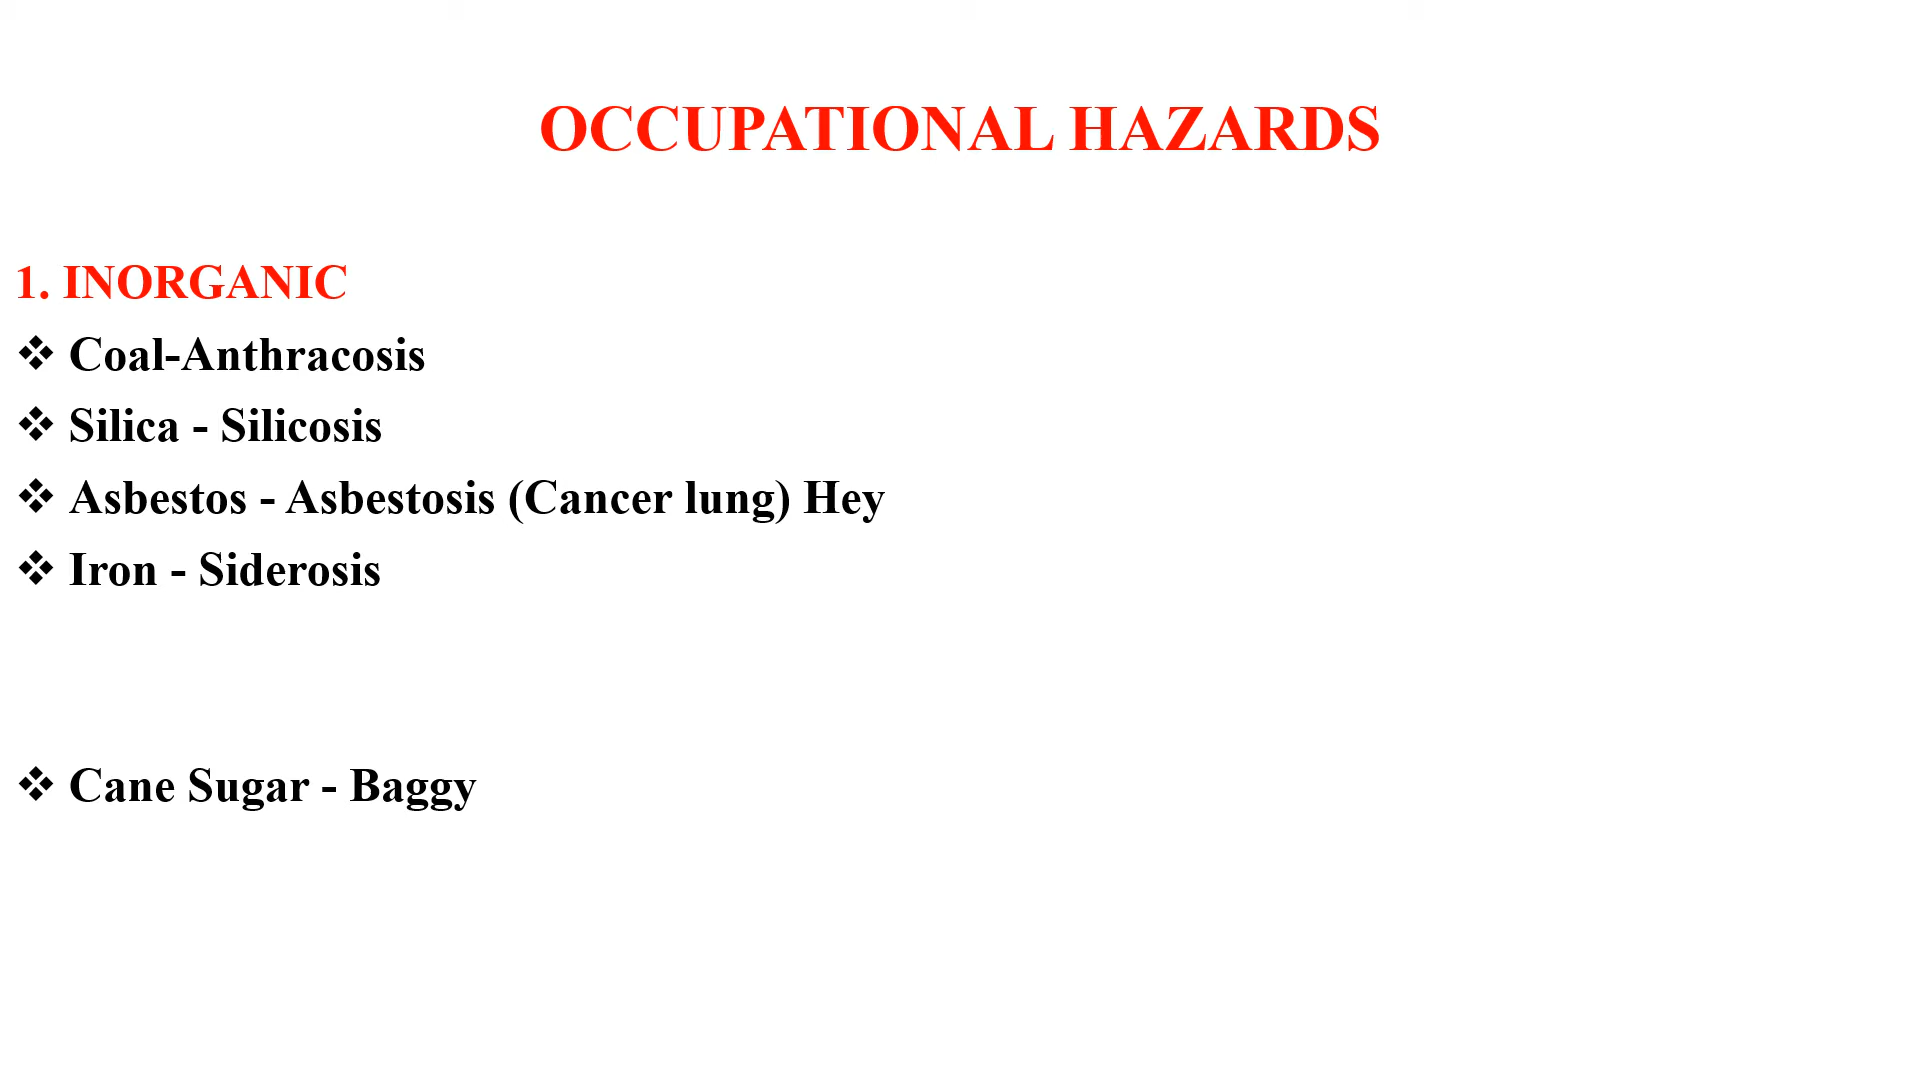 OCCUPATIONAL HAZARDS
1. INORGANIC
❖ Coal-Anthracosis
❖ Silica - Silicosis
❖ Asbestos - Asbestosis (Cancer lung) Hey
❖ Iron - Siderosis
❖ Cane Sugar - Baggy